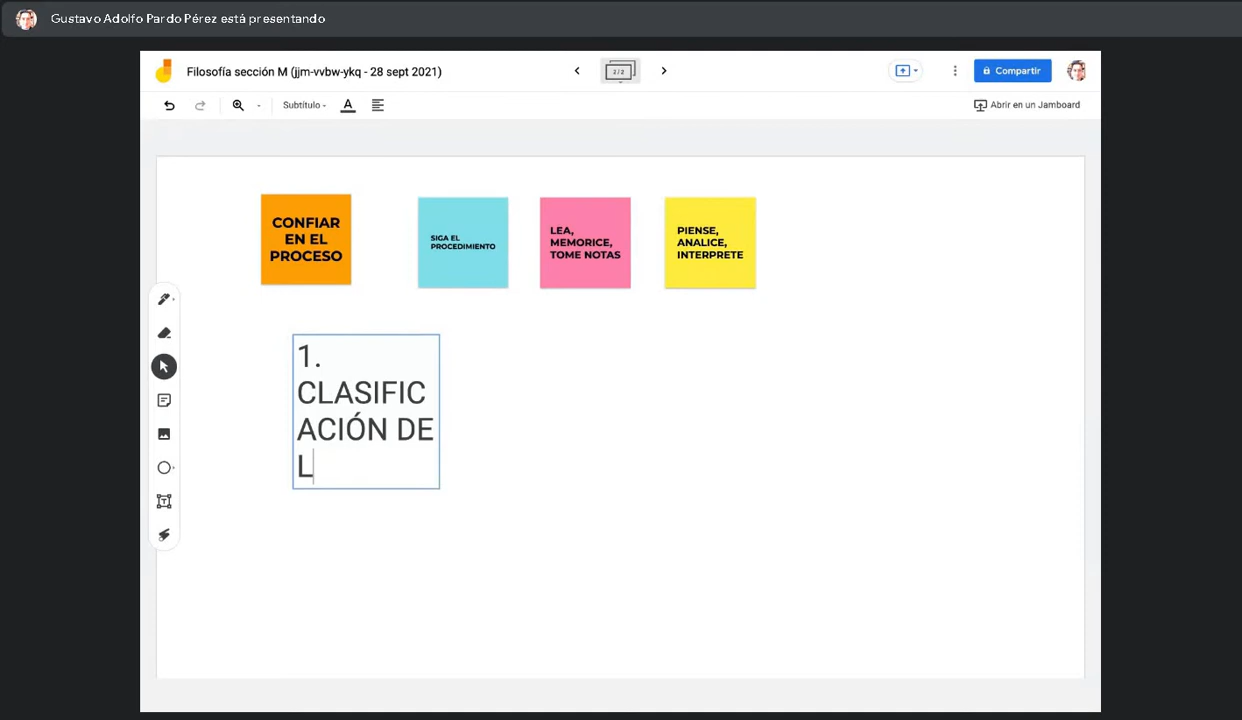 Gustavo Adolfo Pardo Pérez está presentando
Filosofía sección M (jjm-vvbw-ykq - 28 sept 2021)
2/2
Compartir
Subtítulo
A
Abrir en un Jamboard
CONFIAR
EN EL
PROCESO
SIGA EL
PROCEDIMIENTO
LEA,
MEMORICE,
TOME NOTAS
PIENSE,
ANALICE,
INTERPRETE
1.
CLASIFIC
ACIÓN DE
L